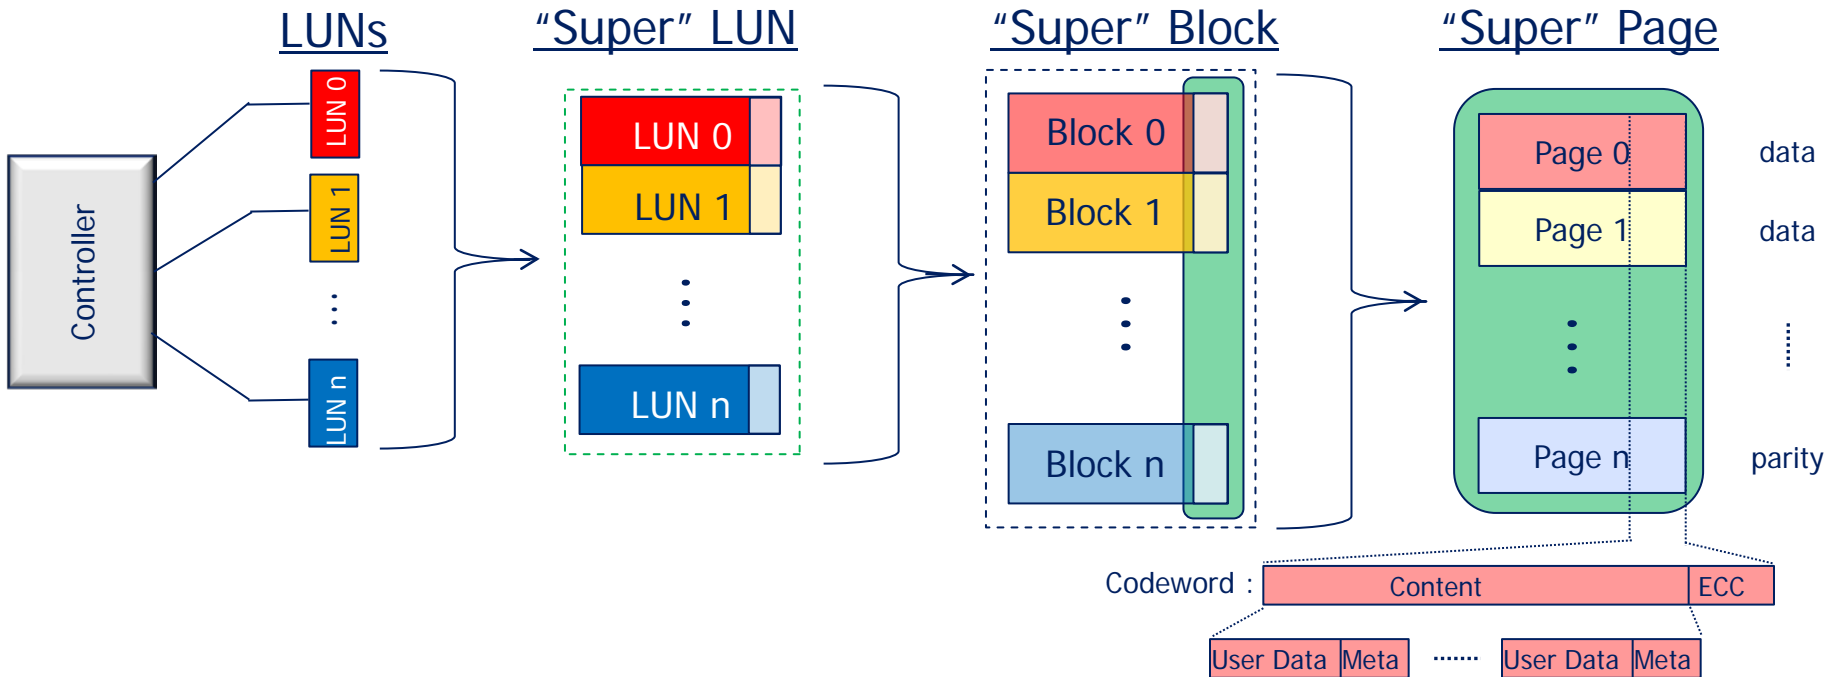 LUNs
“Super” LUN
“Super” Block
“Super” Page
Controller
LUN 0
LUN 1
LUN n
LUN 0
LUN 1
LUN n
Block 0
Block 1
Block n
Page 0
data
Page 1
data
Page n
parity
Codeword :
Content
ECC
User Data
Meta
User Data
Meta